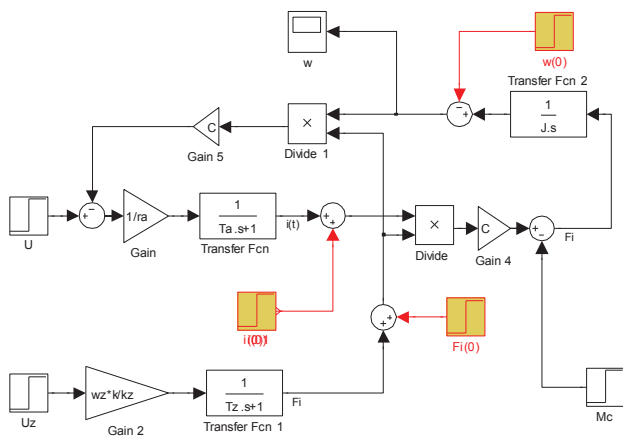 w
w(0)
Transfer Fcn 2
1
J.s
C
×
Gain 5
Divide 1
− +
− +
U
1/ra
Gain
1
Ta.s+1
Transfer Fcn
i(t)
+ +
×
Divide
C
Gain 4
+ −
Fi
+ +
Fi(0)
Uz
wz*k/kz
Gain 2
1
Tz.s+1
Transfer Fcn 1
Fi
Mc